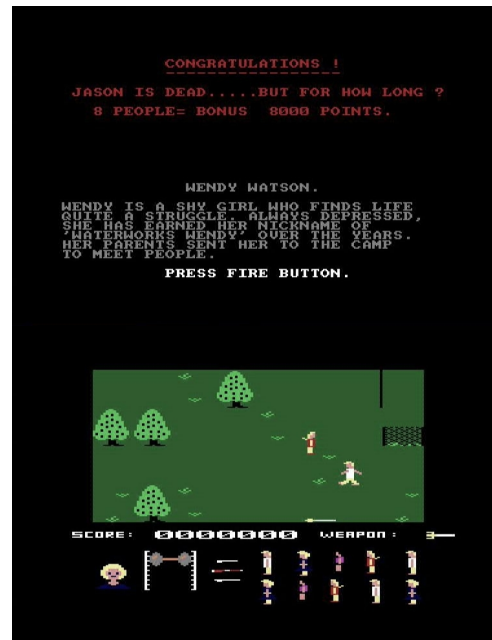 CONGRATULATIONS !
JASON IS DEAD.....BUT FOR HOW LONG ?
8 PEOPLE= BONUS 8000 POINTS.
WENDY WATSON.
WENDY IS A SHY GIRL WHO FINDS LIFE
QUITE A STRUGGLE. ALWAYS DEPRESSED,
SHE HAS EARNED HER NICKNAME OF
'WATERWORKS WENDY' OVER THE YEARS.
HER PARENTS SENT HER TO THE CAMP
TO MEET PEOPLE.
PRESS FIRE BUTTON.
SCORE: 0000000 WEAPON: